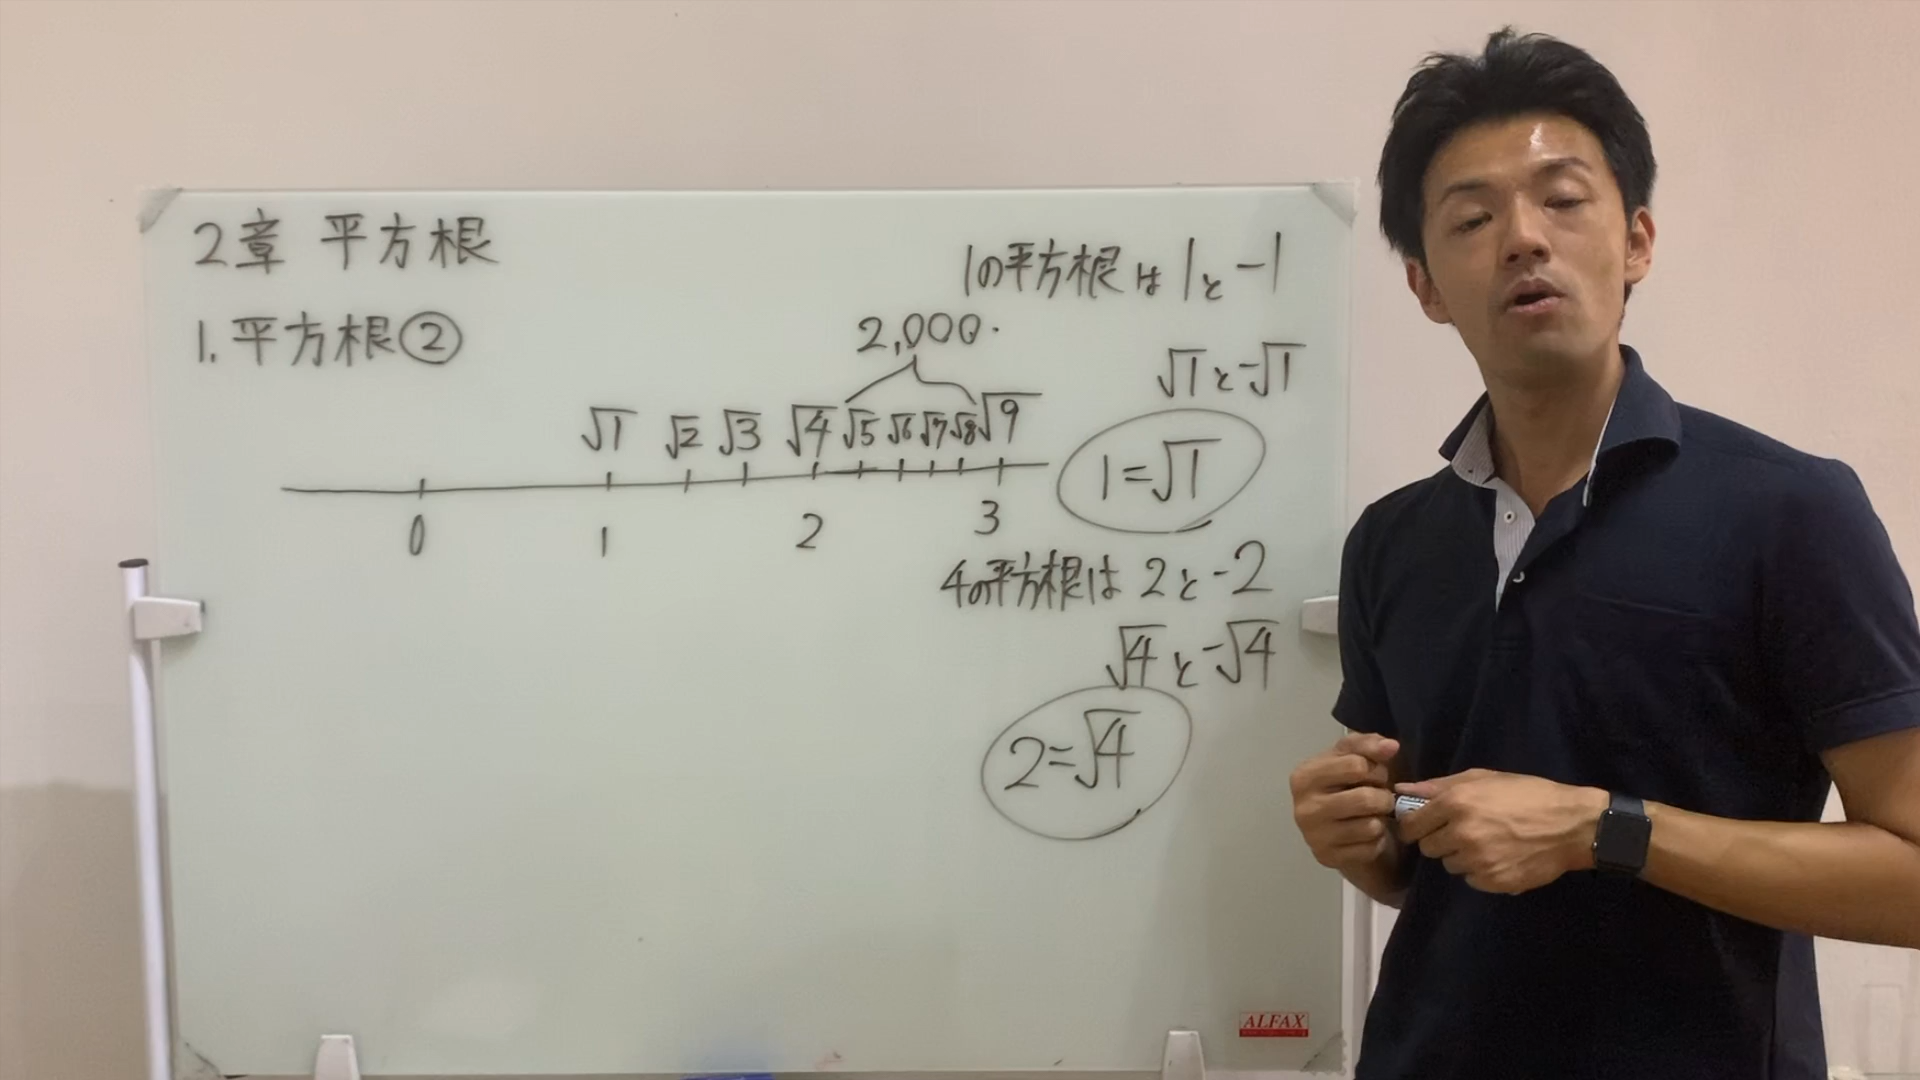 2章 平方根
1. 平方根②
1の平方根は1と-1
2,000・
√1と-√1
√1 √2 √3 √4 √5 √6 √7 √8 √9
1=√1
0 1 2 3
4の平方根は2と-2
√4と-√4
2=√4
ALFAX